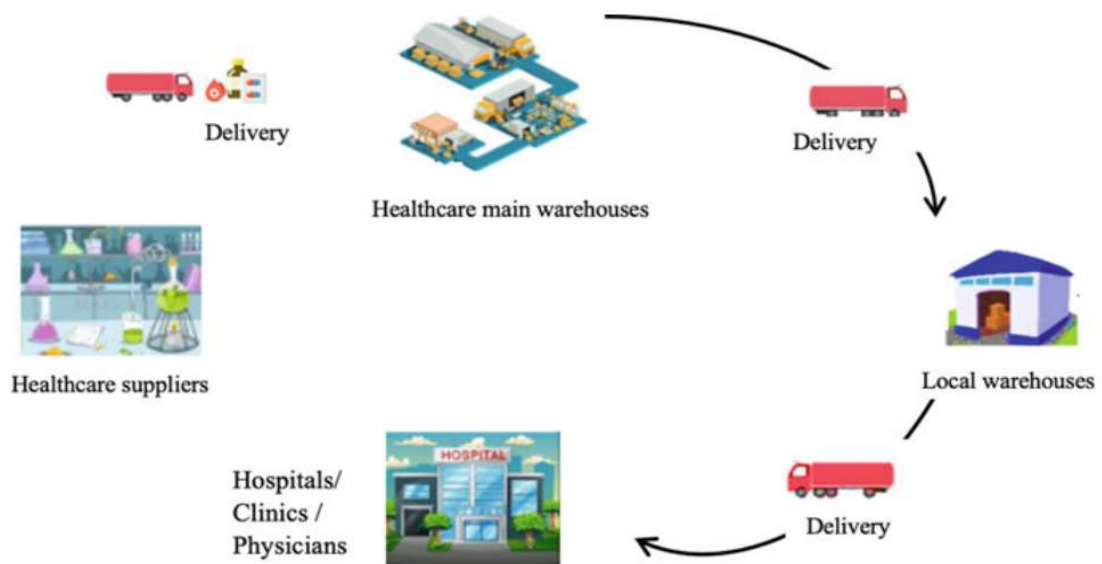 Delivery
Healthcare main warehouses
Delivery
Healthcare suppliers
Local warehouses
HOSPITAL
Hospitals/
Clinics /
Physicians
Delivery